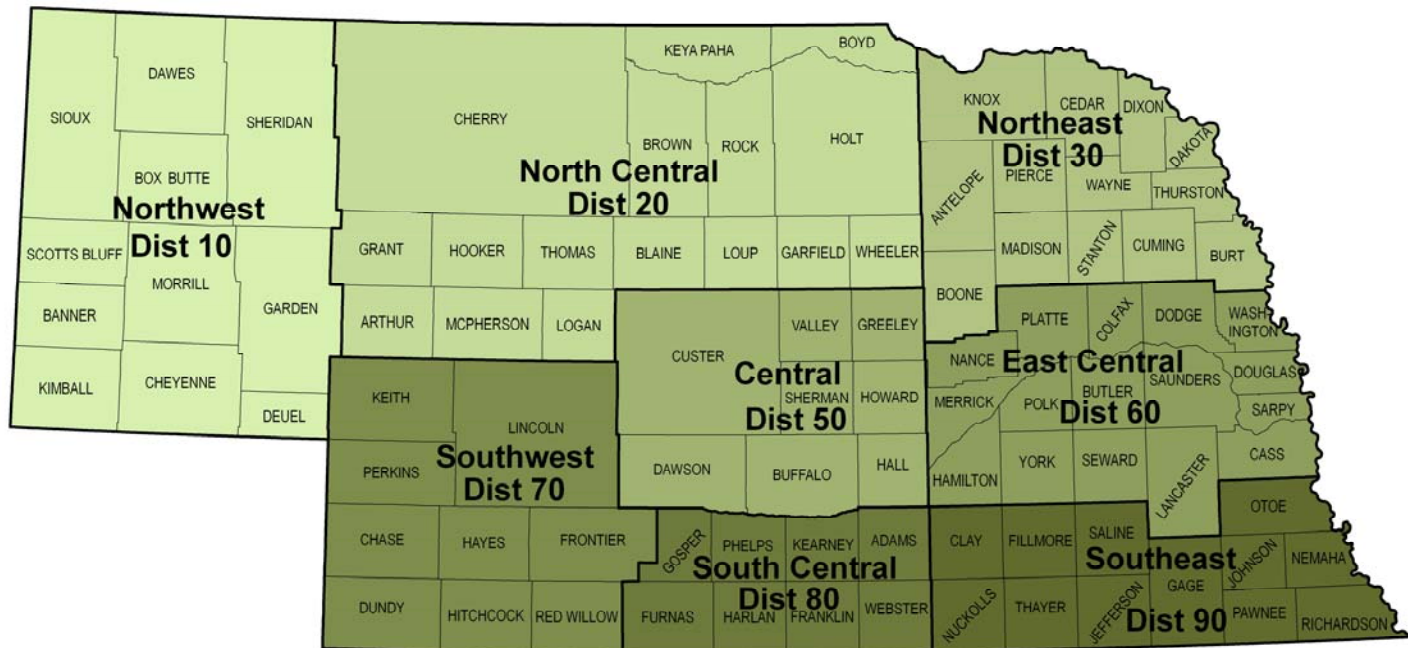 SIOUX
DAWES
SHERIDAN
BOX BUTTE
Northwest
Dist 10
SCOTTS BLUFF
MORRILL
BANNER
GARDEN
KIMBALL
CHEYENNE
DEUEL
CHERRY
KEYA PAHA
BOYD
BROWN
ROCK
HOLT
North Central
Dist 20
GRANT
HOOKER
THOMAS
BLAINE
LOUP
GARFIELD
WHEELER
ARTHUR
MCPHERSON
LOGAN
KNOX
CEDAR
DIXON
Northeast
Dist 30
DAKOTA
ANTELOPE
PIERCE
WAYNE
THURSTON
MADISON
STANTON
CUMING
BURT
BOONE
CUSTER
VALLEY
GREELEY
Central
SHERMAN
HOWARD
Dist 50
DAWSON
BUFFALO
HALL
PLATTE
COLFAX
DODGE
WASH-
INGTON
NANCE
East Central
SAUNDERS
DOUGLAS
MERRICK
POLK
BUTLER
Dist 60
SARPY
HAMILTON
YORK
SEWARD
LANCASTER
CASS
KEITH
LINCOLN
Southwest
PERKINS
Dist 70
CHASE
HAYES
FRONTIER
DUNDY
HITCHCOCK
RED WILLOW
GOSPER
PHELPS
KEARNEY
ADAMS
South Central
Dist 80
FURNAS
HARLAN
FRANKLIN
WEBSTER
CLAY
FILLMORE
SALINE
OTOE
Southeast
JOHNSON
NEMAHA
GAGE
NUCKOLLS
THAYER
JEFFERSON
Dist 90
PAWNEE
RICHARDSON